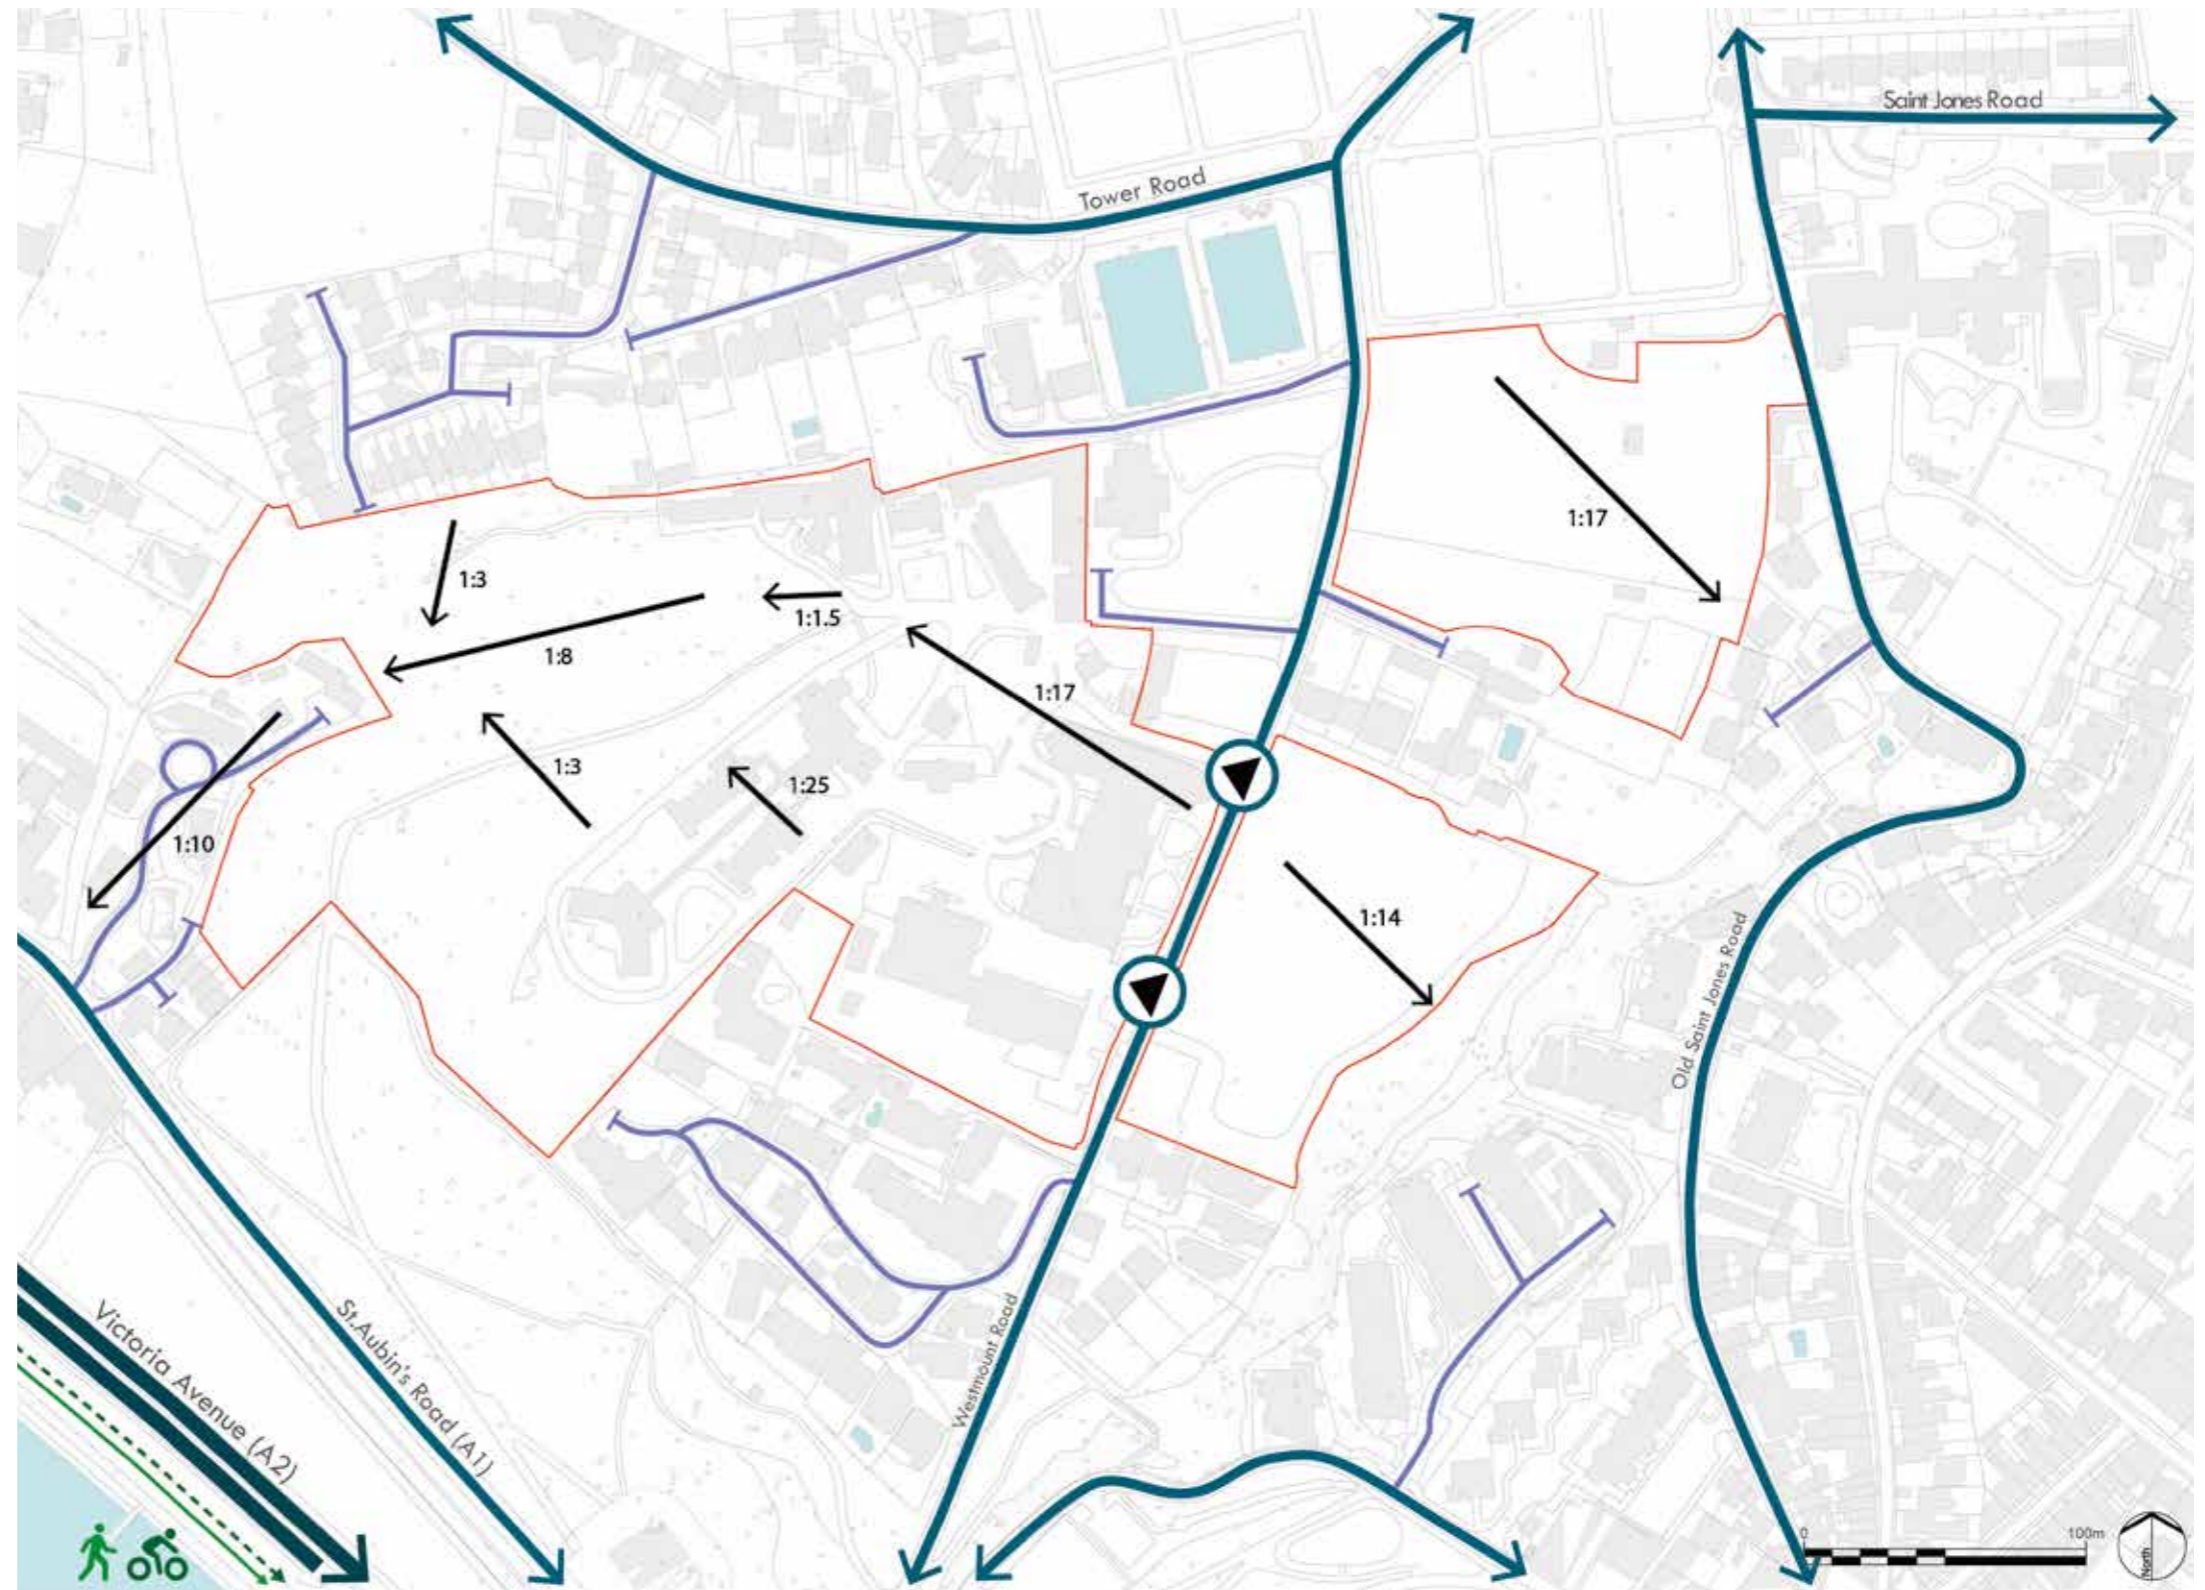 Saint Jones Road
Tower Road
1:17
1:3
1:1.5
1:8
1:17
1:3
1:25
1:10
1:14
Old Saint Jones Road
Westmount Road
St.Aubin's Road (A1)
Victoria Avenue (A2)
0
100m
North